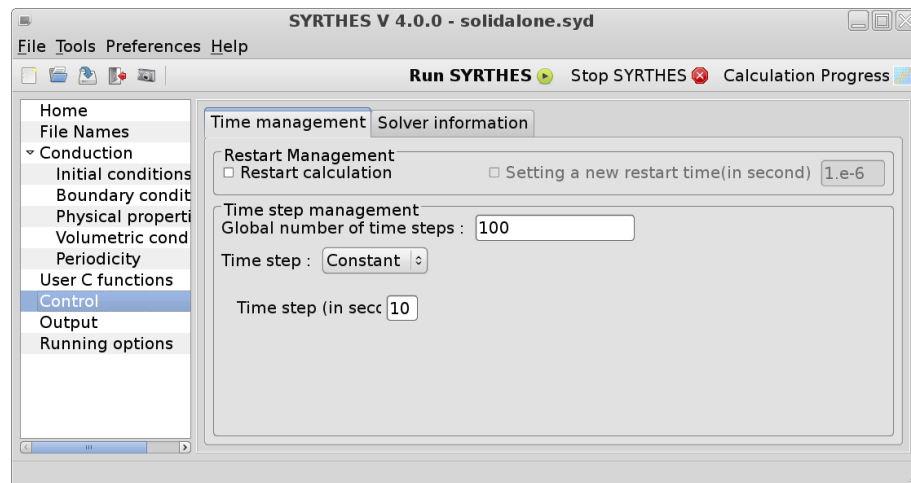 SYRTHES V 4.0.0 - solidalone.syd
File Tools Preferences Help
Run SYRTHES Stop SYRTHES Calculation Progress
Home
File Names
Conduction
Initial conditions
Boundary condit
Physical properti
Volumetric cond
Periodicity
User C functions
Control
Output
Running options
Time management Solver information
Restart Management
Restart calculation Setting a new restart time(in second) 1.e-6
Time step management
Global number of time steps : 100
Time step : Constant
Time step (in sec 10